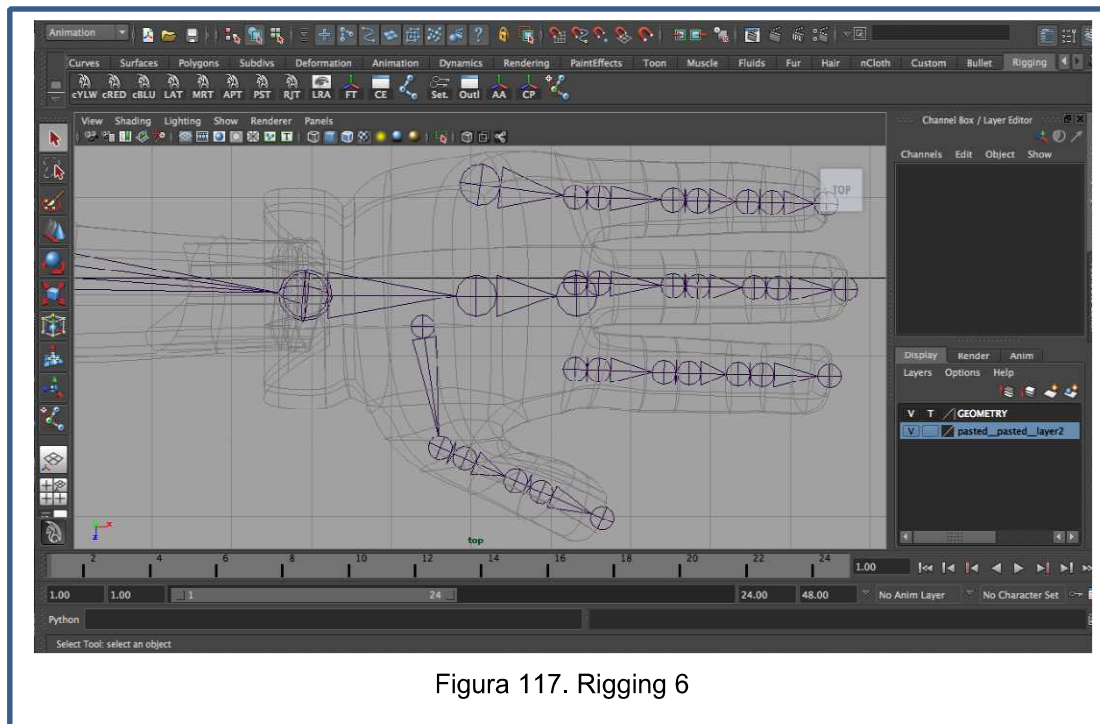 Animation
Curves Surfaces Polygons Subdivs Deformation Animation Dynamics Rendering PaintEffects Toon Muscle Fluids Fur Hair nCloth Custom Bullet Rigging
cYLW cRED cBLU LAT MRT APT PST RJT LRA FT CE Set. Outl AA CP
View Shading Lighting Show Renderer Panels
Channel Box / Layer Editor
Channels Edit Object Show
TOP
Display Render Anim
Layers Options Help
V T GEOMETRY
V pasted__pasted__layer2
top
2 4 6 8 10 12 14 16 18 20 22 24 1.00
1.00 1.00 1 24 24.00 48.00 No Anim Layer No Character Set
Python
Select Tool: select an object
Figura 117. Rigging 6